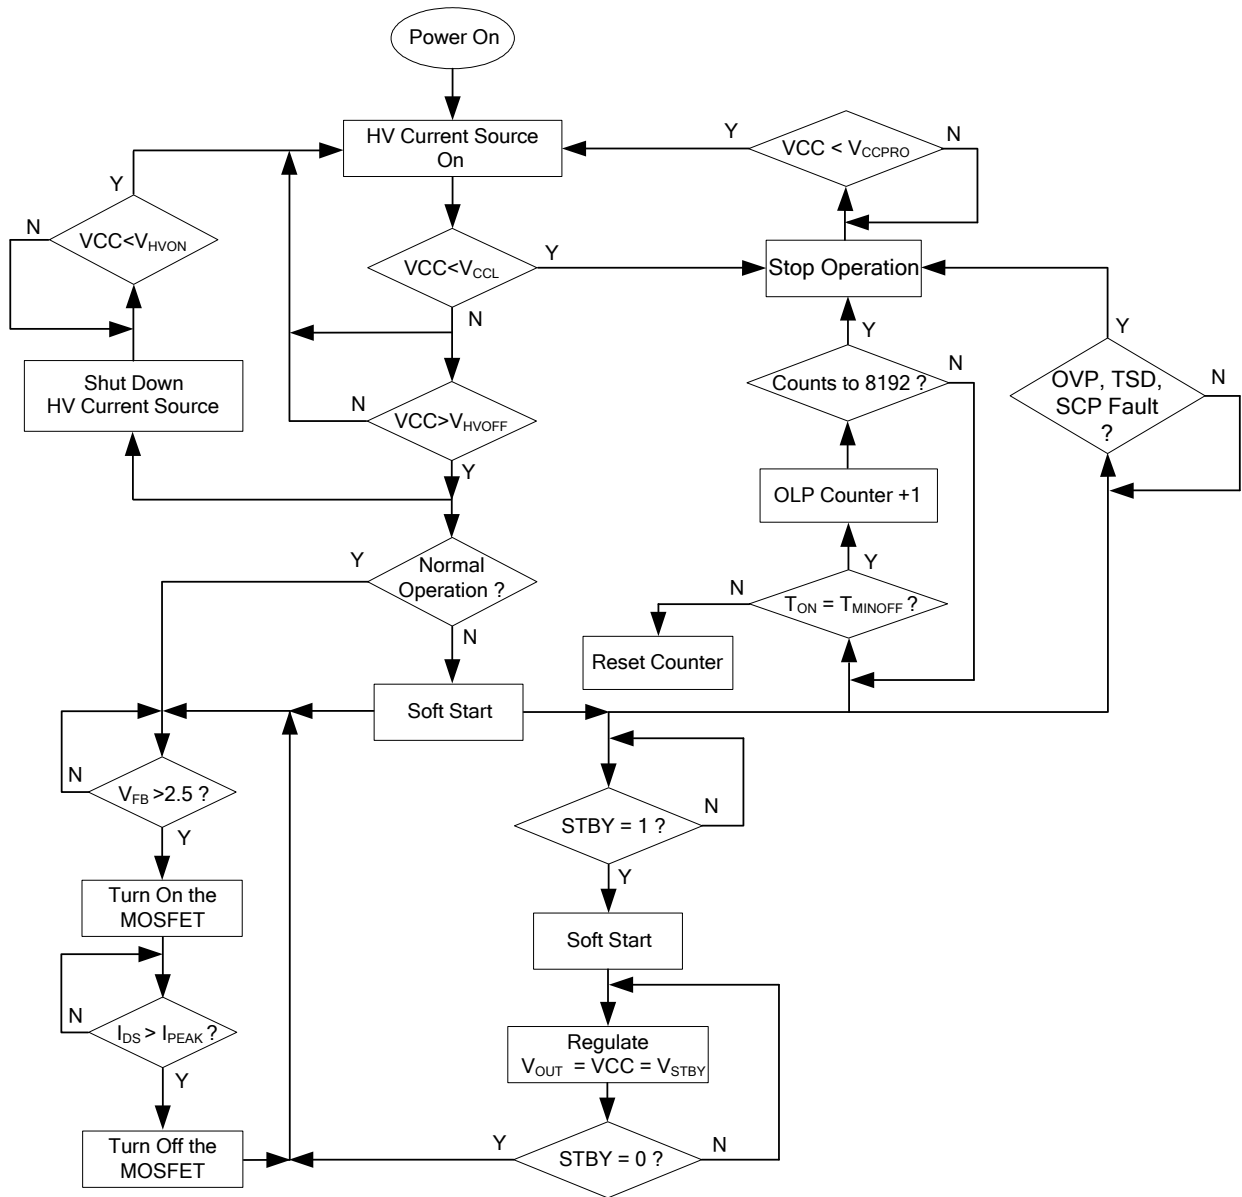 Power On
HV Current Source
On
Y
VCC < VCCPRO
N
Y
N
VCC<VHVON
VCC<VCCL
Y
Stop Operation
N
Y
Y
Shut Down
HV Current Source
N
VCC>VHVOFF
Counts to 8192 ?
N
OVP, TSD,
SCP Fault
?
N
Y
OLP Counter +1
Y
Normal
Operation ?
Y
N
TON = TMINOFF ?
N
Reset Counter
Soft Start
N
VFB >2.5 ?
STBY = 1 ?
N
Y
Y
Turn On the
MOSFET
Soft Start
N
IDS > IPEAK ?
Regulate
VOUT = VCC = VSTBY
Y
Turn Off the
MOSFET
Y
STBY = 0 ?
N